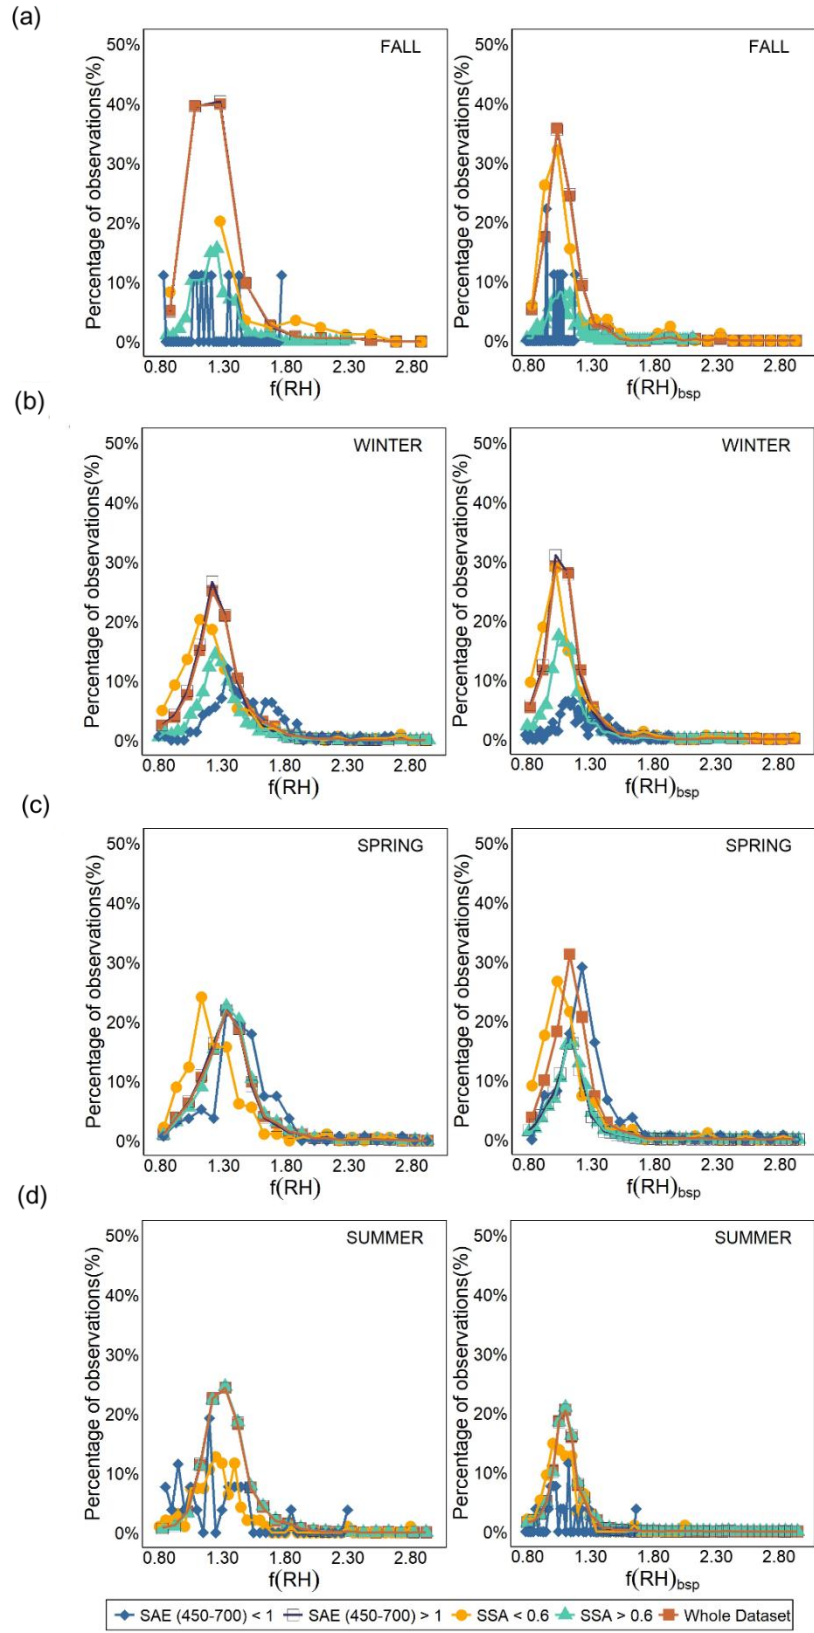 (a)
FALL
50%
40%
30%
20%
10%
0%
Percentage of observations(%)
0.80 1.30 1.80 2.30 2.80
f(RH)
FALL
50%
40%
30%
20%
10%
0%
Percentage of observations(%)
0.80 1.30 1.80 2.30 2.80
f(RH)bsp
(b)
WINTER
50%
40%
30%
20%
10%
0%
Percentage of observations(%)
0.80 1.30 1.80 2.30 2.80
f(RH)
WINTER
50%
40%
30%
20%
10%
0%
Percentage of observations(%)
0.80 1.30 1.80 2.30 2.80
f(RH)bsp
(c)
SPRING
50%
40%
30%
20%
10%
0%
Percentage of observations(%)
0.80 1.30 1.80 2.30 2.80
f(RH)
SPRING
50%
40%
30%
20%
10%
0%
Percentage of observations(%)
0.80 1.30 1.80 2.30 2.80
f(RH)bsp
(d)
SUMMER
50%
40%
30%
20%
10%
0%
Percentage of observations(%)
0.80 1.30 1.80 2.30 2.80
f(RH)
SUMMER
50%
40%
30%
20%
10%
0%
Percentage of observations(%)
0.80 1.30 1.80 2.30 2.80
f(RH)bsp
SAE (450-700) < 1 SAE (450-700) > 1 SSA < 0.6 SSA > 0.6 Whole Dataset